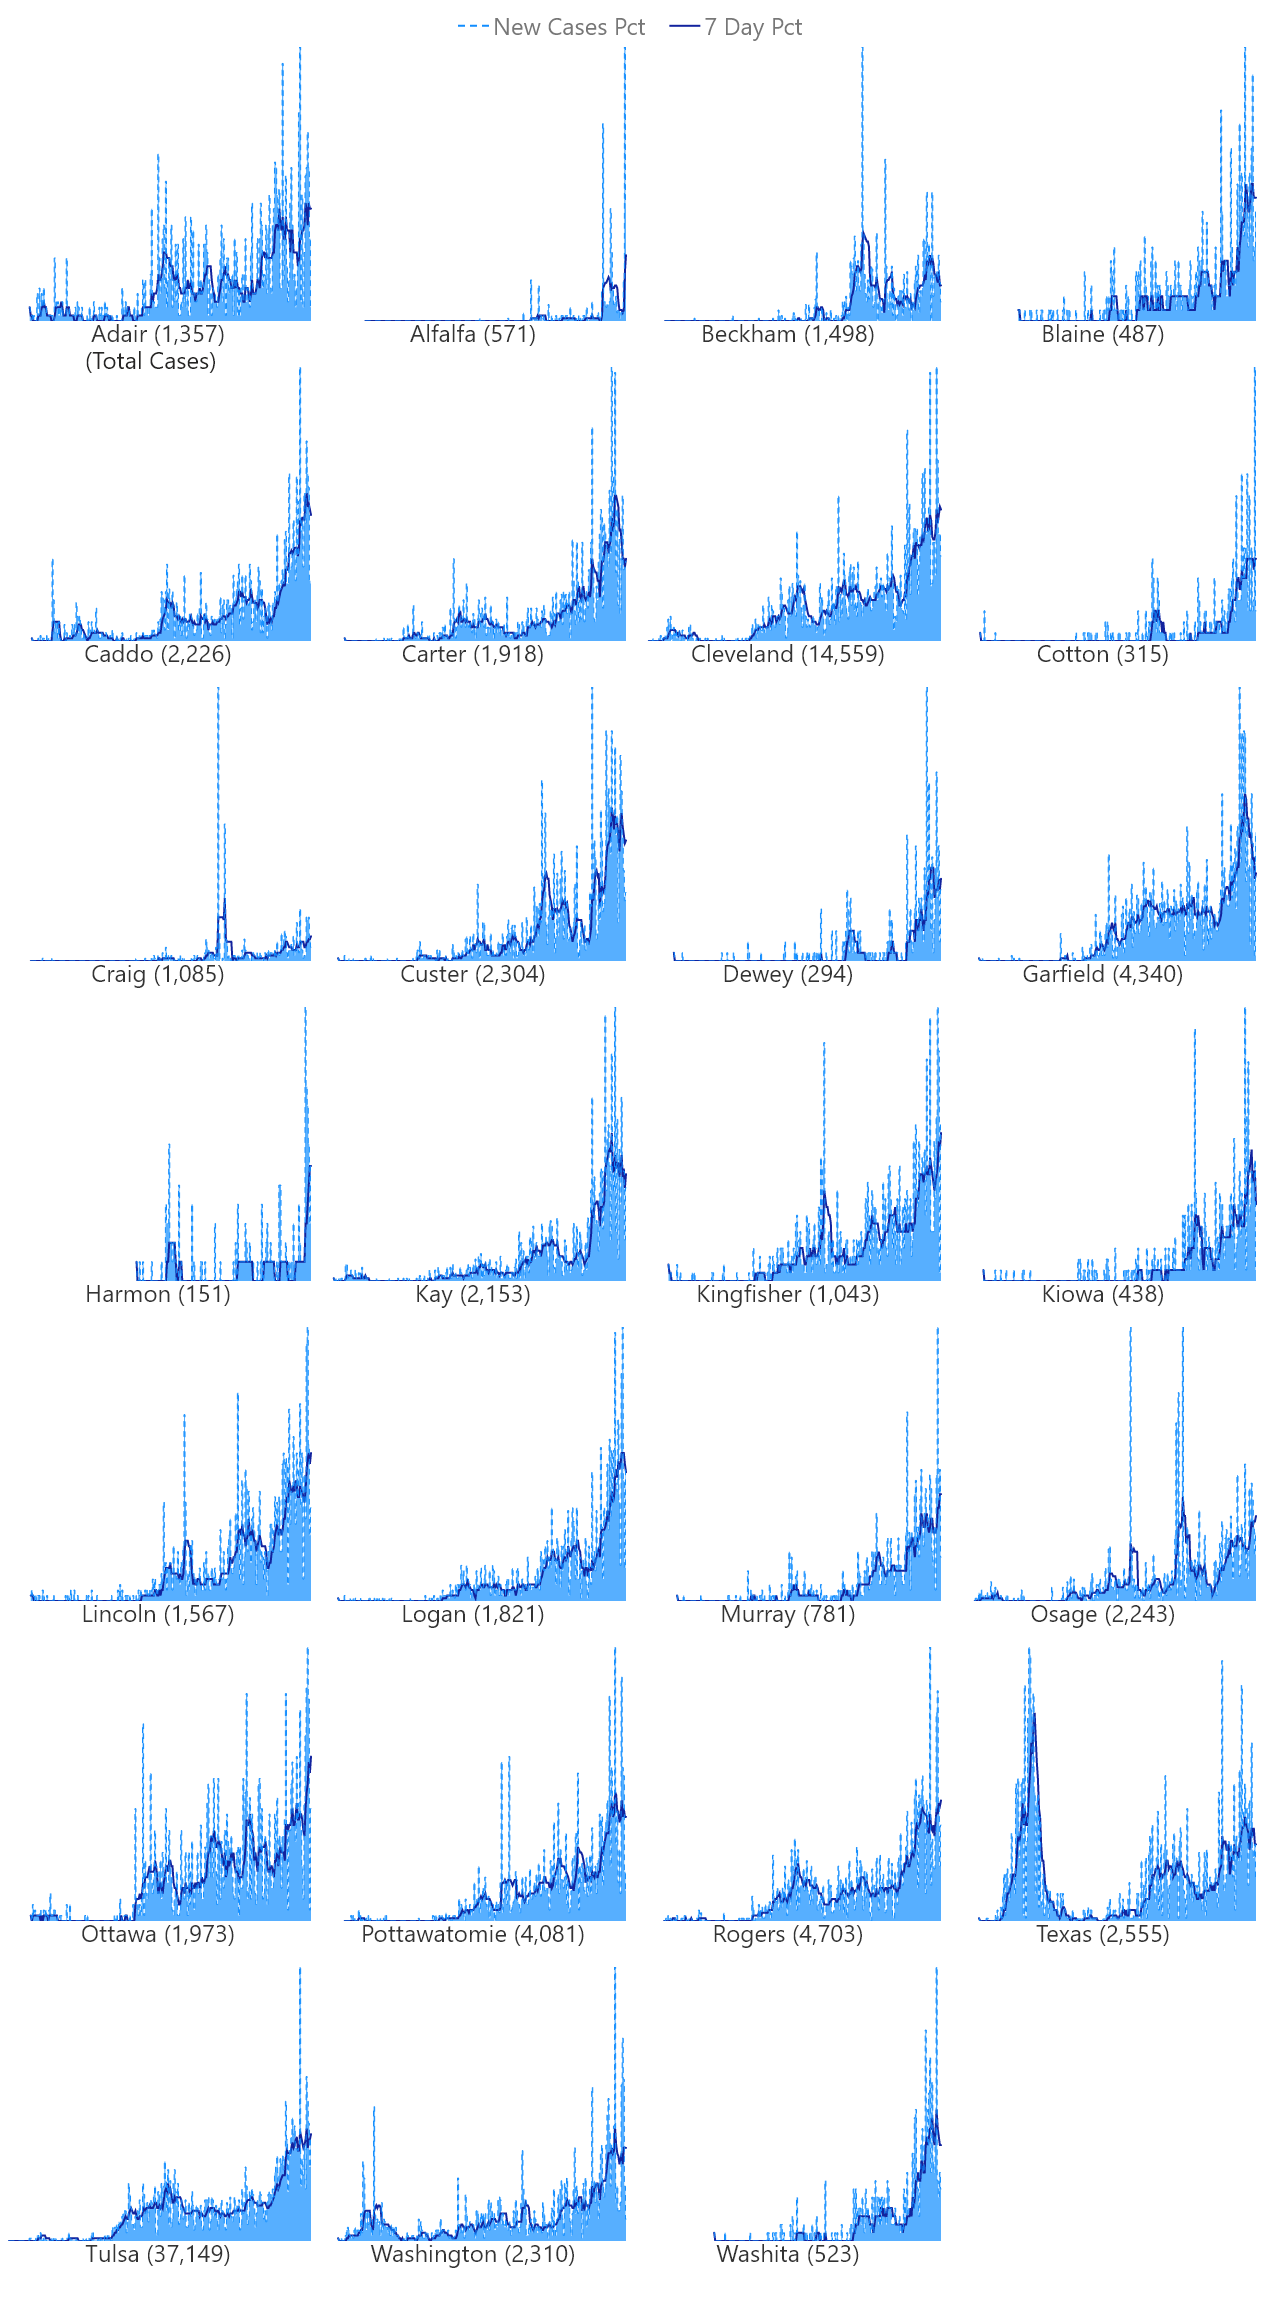 New Cases Pct 7 Day Pct
Adair (1,357) Alfalfa (571) Beckham (1,498) Blaine (487)
(Total Cases)
Caddo (2,226) Carter (1,918) Cleveland (14,559) Cotton (315)
Craig (1,085) Custer (2,304) Dewey (294) Garfield (4,340)
Harmon (151) Kay (2,153) Kingfisher (1,043) Kiowa (438)
Lincoln (1,567) Logan (1,821) Murray (781) Osage (2,243)
Ottawa (1,973) Pottawatomie (4,081) Rogers (4,703) Texas (2,555)
Tulsa (37,149) Washington (2,310) Washita (523)